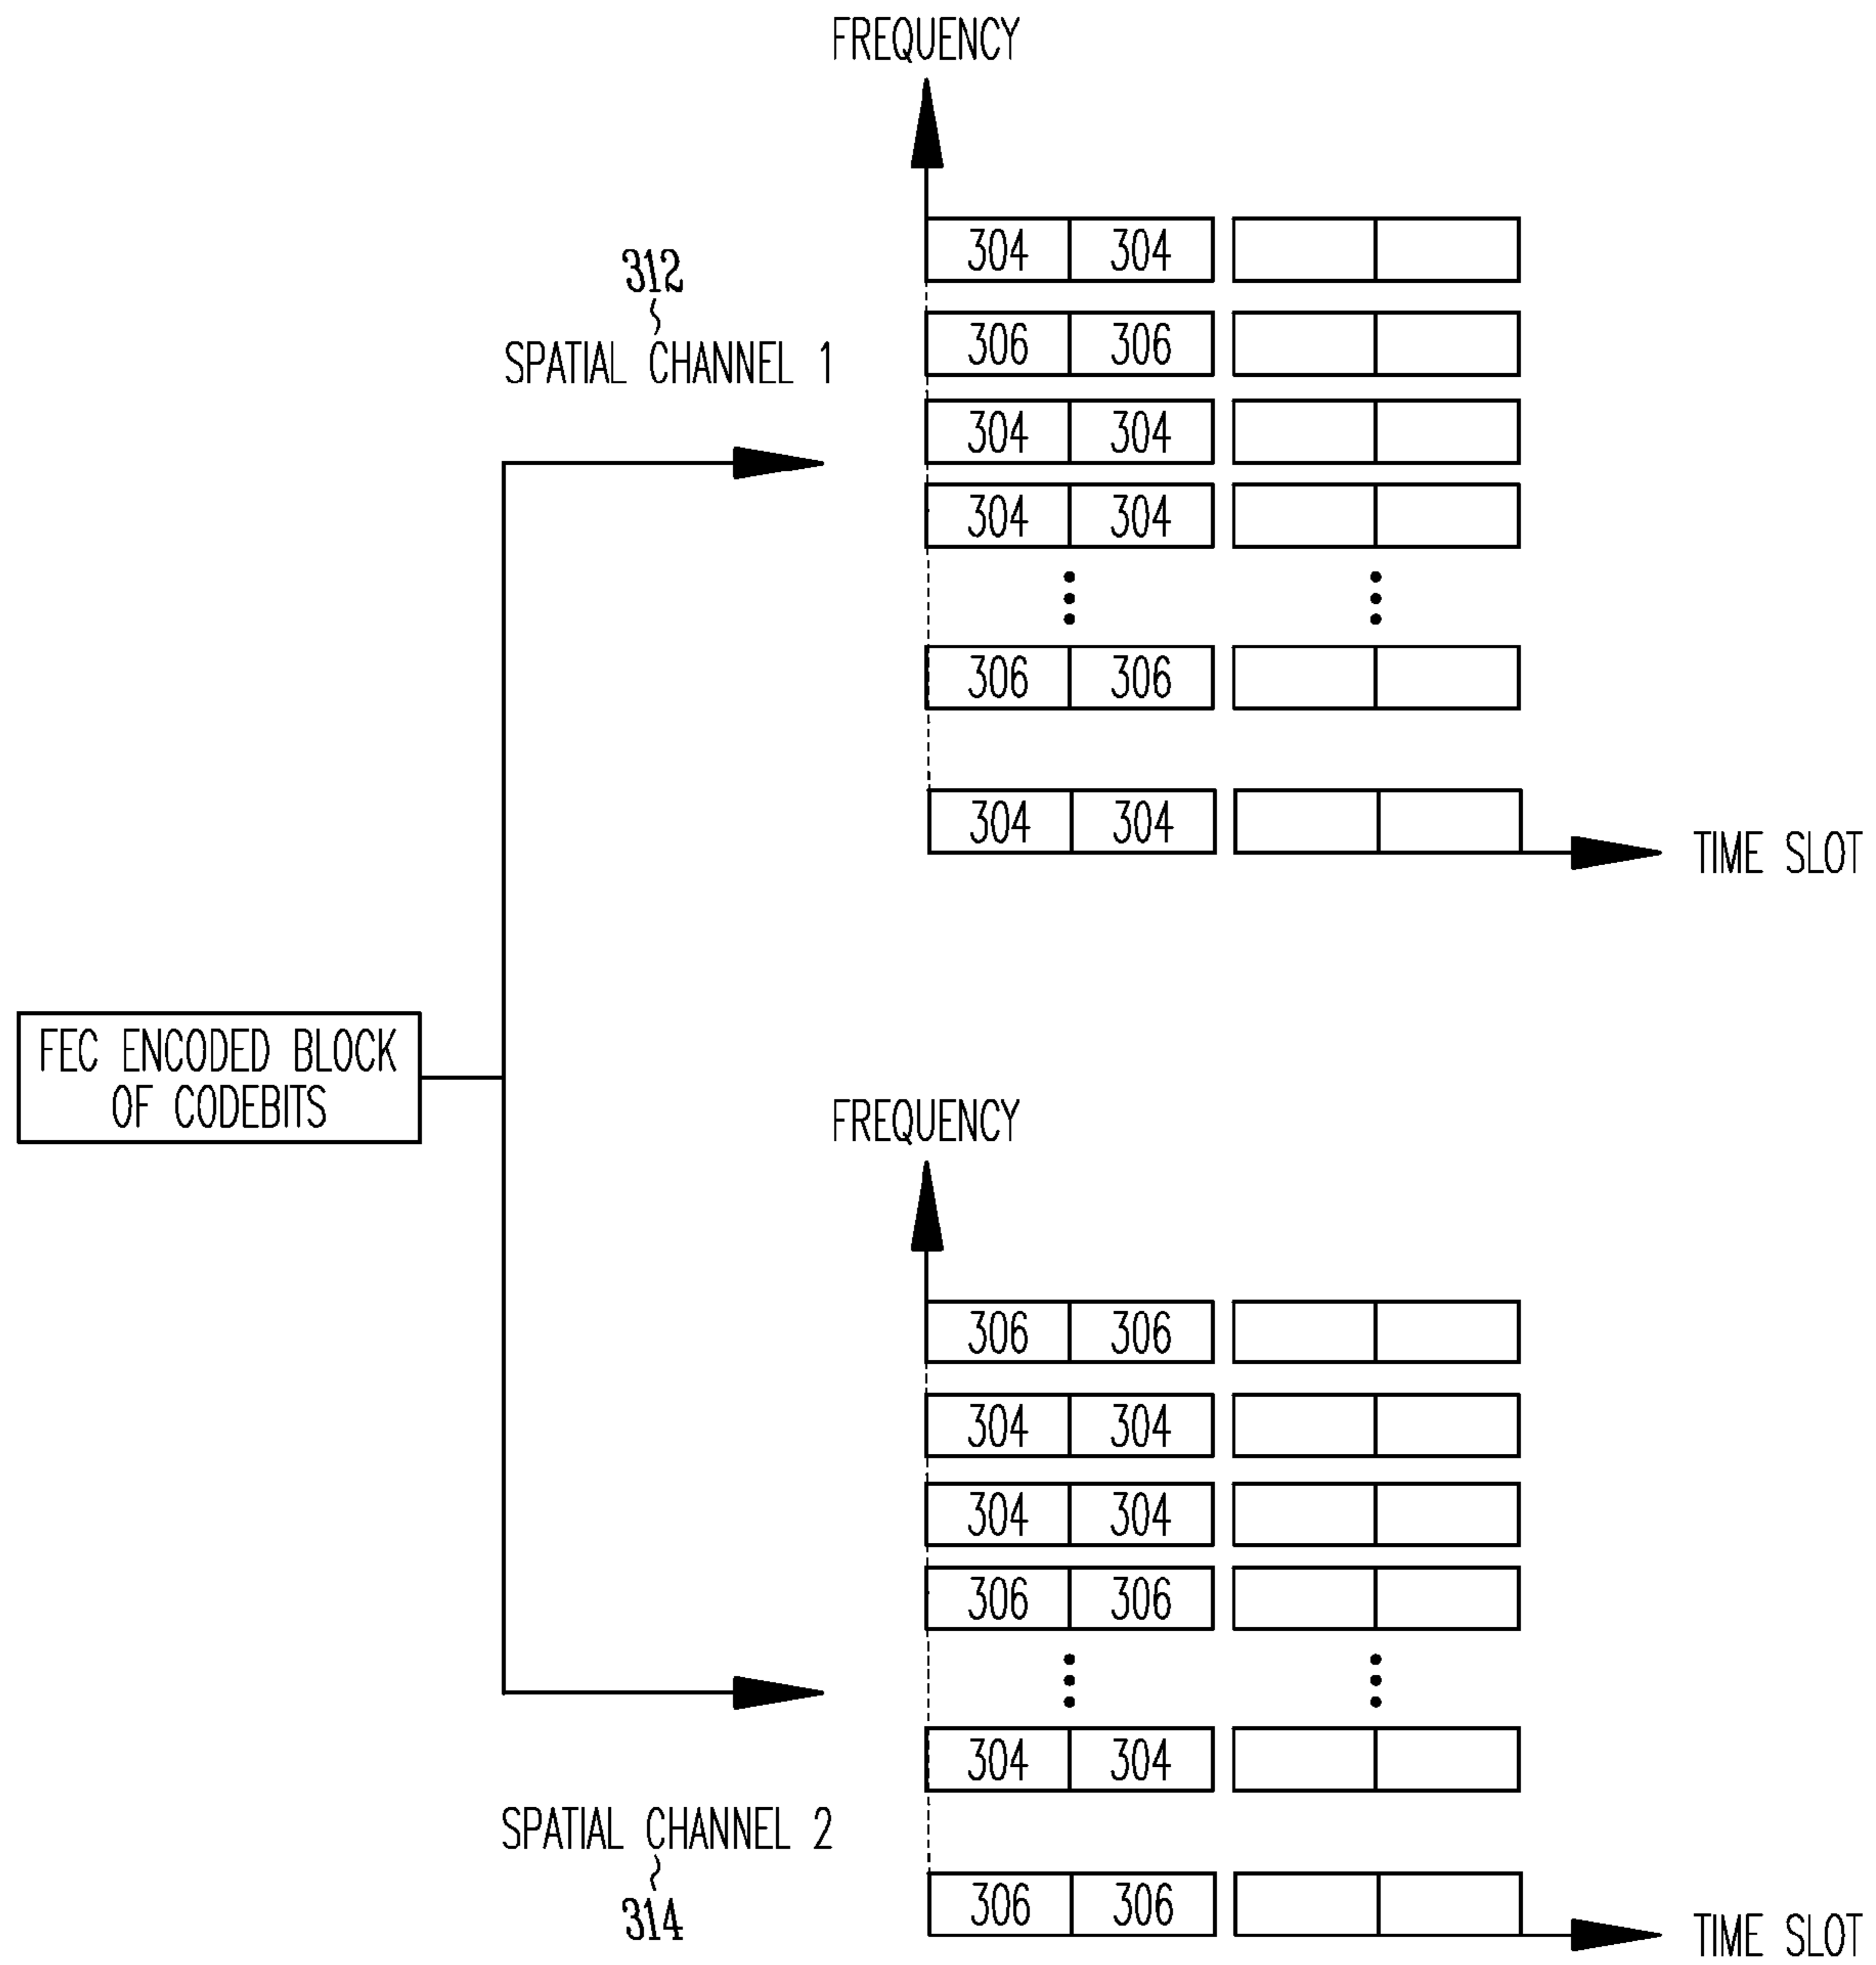 FREQUENCY
304 304
312
306 306
SPATIAL CHANNEL 1
304 304
304 304
306 306
304 304
TIME SLOT
FEC ENCODED BLOCK
OF CODEBITS
FREQUENCY
306 306
304 304
304 304
306 306
304 304
SPATIAL CHANNEL 2
314
306 306
TIME SLOT